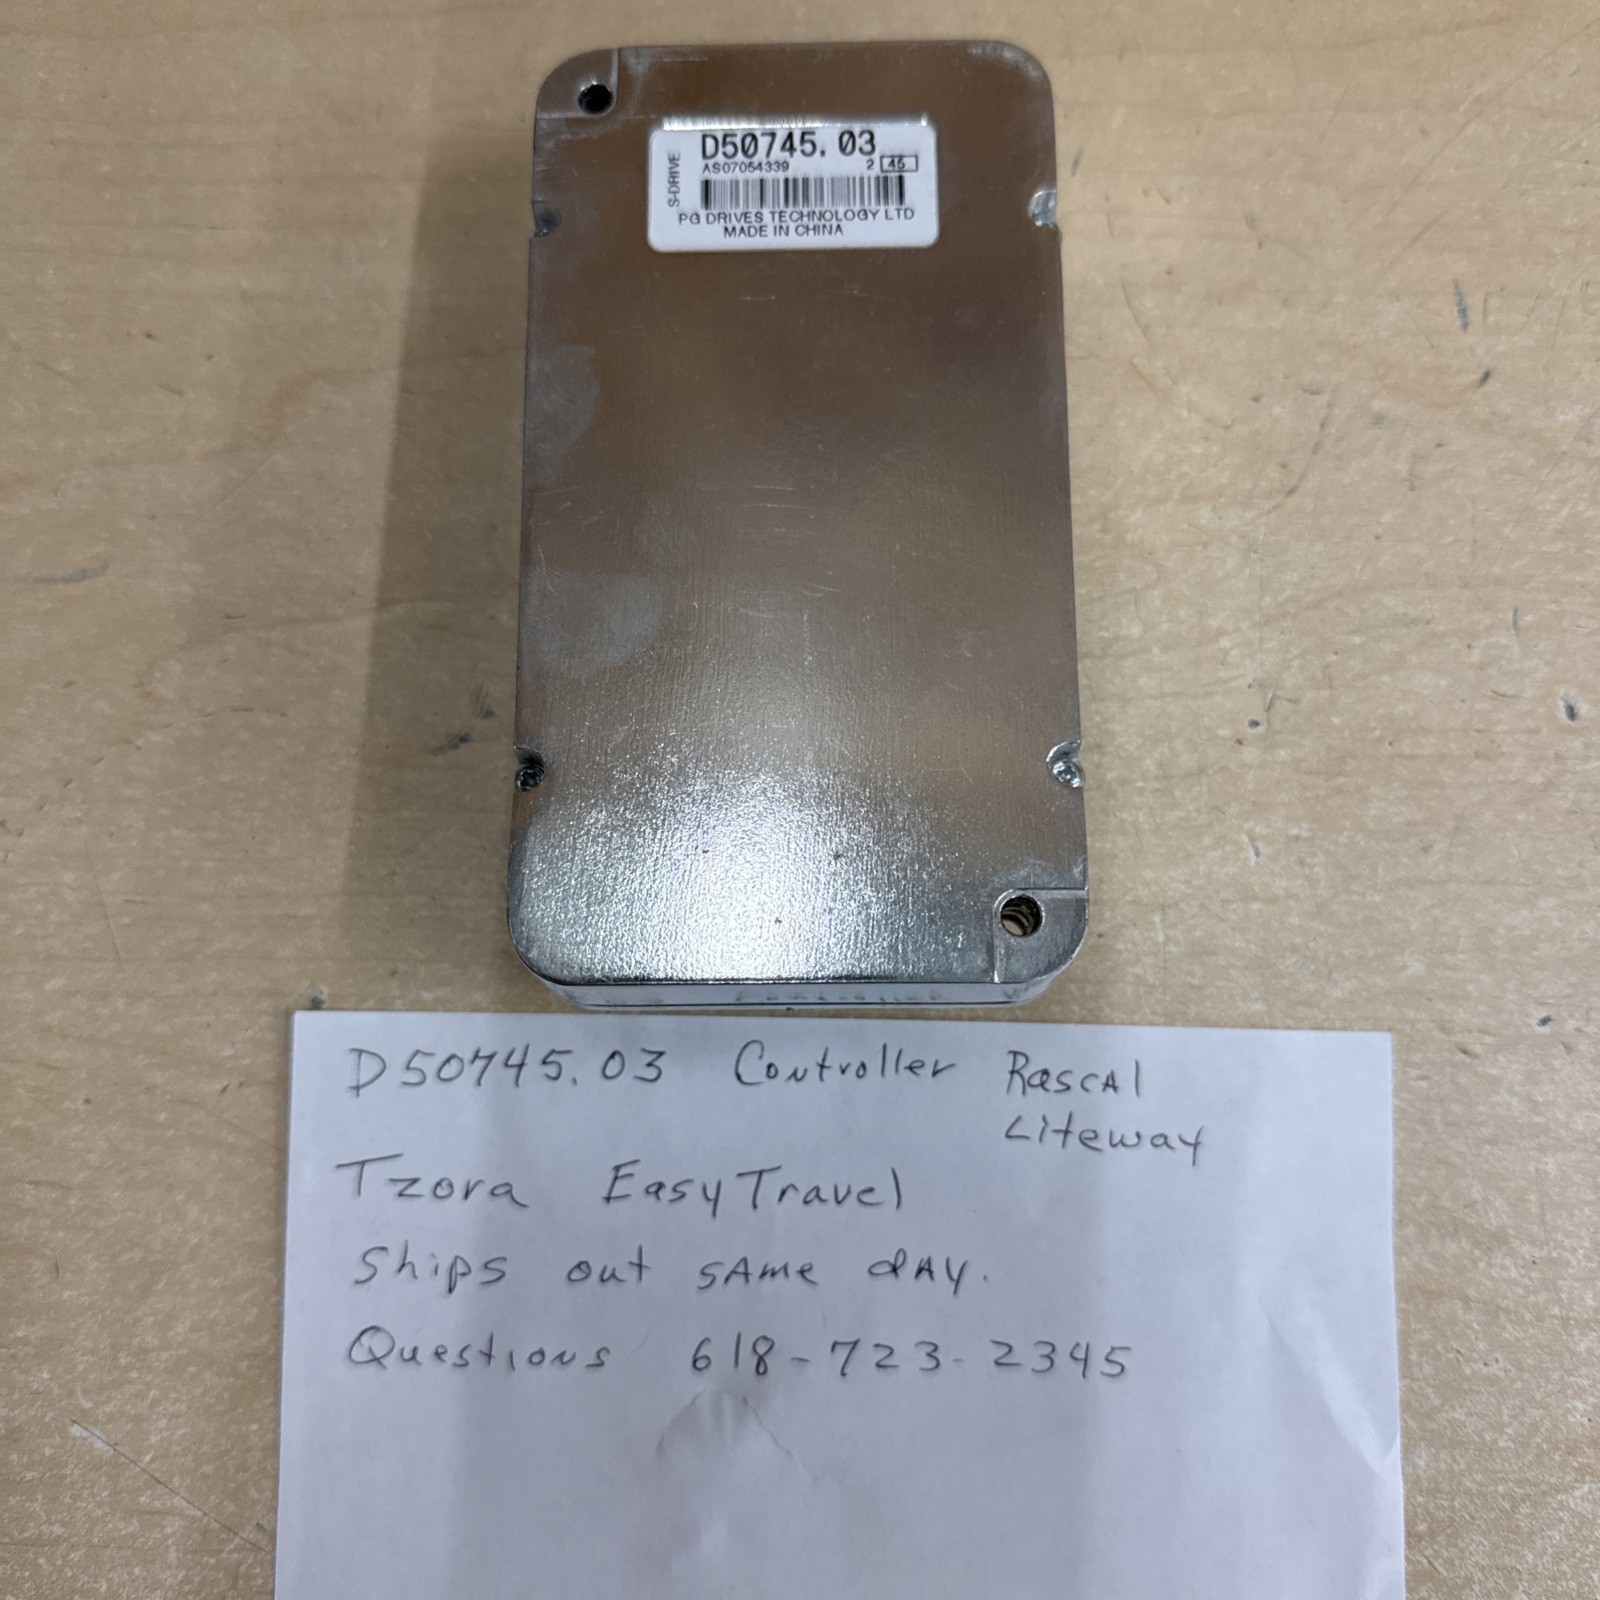 D50745.03
S-DRIVE
AS07054339 2 45
PG DRIVES TECHNOLOGY LTD
MADE IN CHINA
D50745.03 Controller Rascal
Liteway
Tzora EasyTravel
Ships out same day.
Questions 618-723-2345